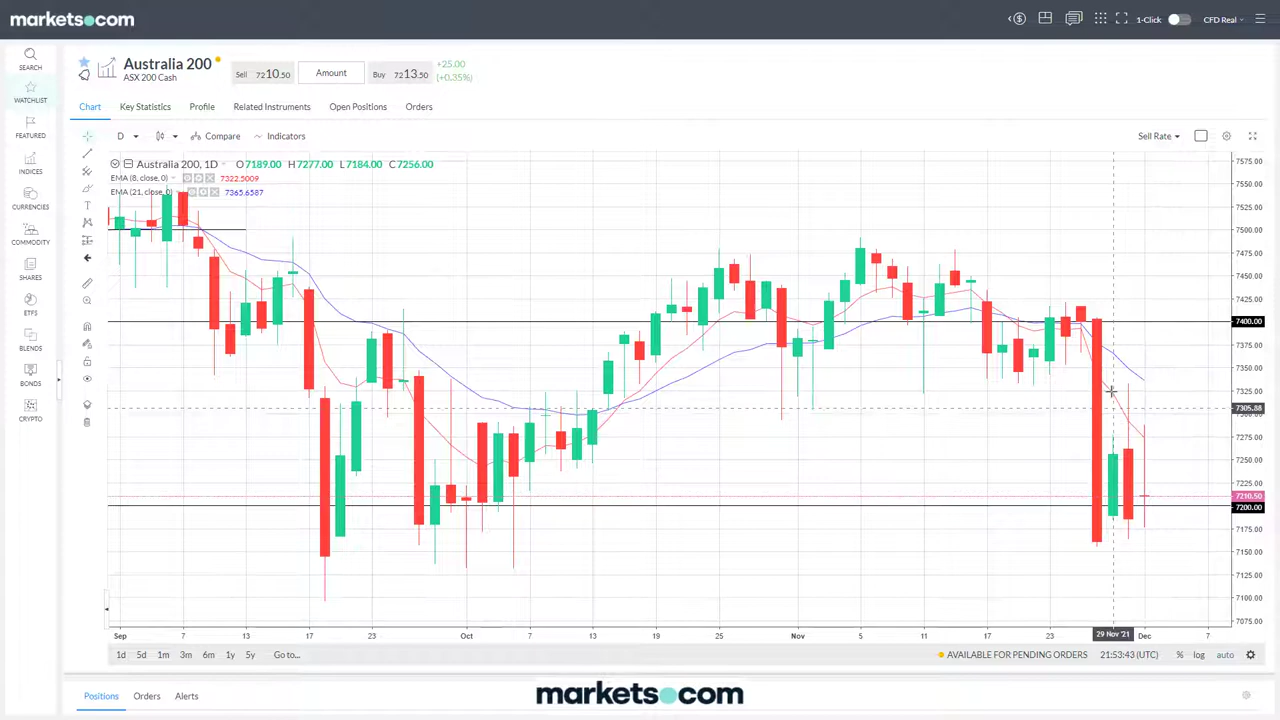 markets.com
1-Click
CFD Real
SEARCH
WATCHLIST
FEATURED
INDICES
CURRENCIES
COMMODITY
SHARES
ETFS
BLENDS
BONDS
CRYPTO
Australia 200
ASX 200 Cash
Sell 7210.50
Amount
Buy 7213.50
+25.00
(+0.35%)
Chart
Key Statistics
Profile
Related Instruments
Open Positions
Orders
D
Compare
Indicators
Sell Rate
Australia 200, 1D O7189.00 H7277.00 L7184.00 C7256.00
EMA (8, close, 0) 7322.5009
EMA (21, close, 0) 7365.6587
7575.00
7550.00
7525.00
7500.00
7475.00
7450.00
7425.00
7400.00
7375.00
7350.00
7325.00
7305.88
7300.00
7275.00
7250.00
7225.00
7210.50
7200.00
7175.00
7150.00
7125.00
7100.00
7075.00
Sep 7 13 17 23 Oct 7 13 19 25 Nov 5 11 17 23 29 Nov '21 Dec 7
1d 5d 1m 3m 6m 1y 5y Go to...
AVAILABLE FOR PENDING ORDERS 21:53:43 (UTC) % log auto
Positions
Orders
Alerts
markets.com